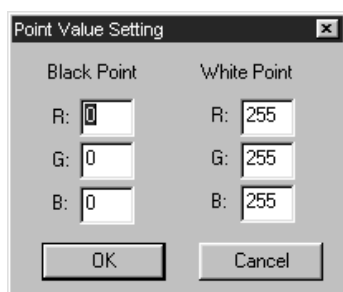 Point Value Setting
Black Point White Point
R: 0 R: 255
G: 0 G: 255
B: 0 B: 255
OK Cancel